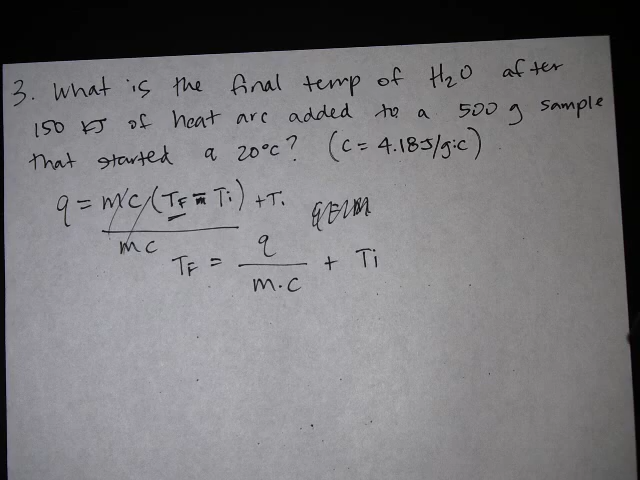 3. What is the final temp of H2O after
150 kJ of heat are added to a 500 g sample
that started a 20°C? (C = 4.18J/g·c)
q = mc (TF - Ti) + Ti
mc
TF = q / m·c + Ti